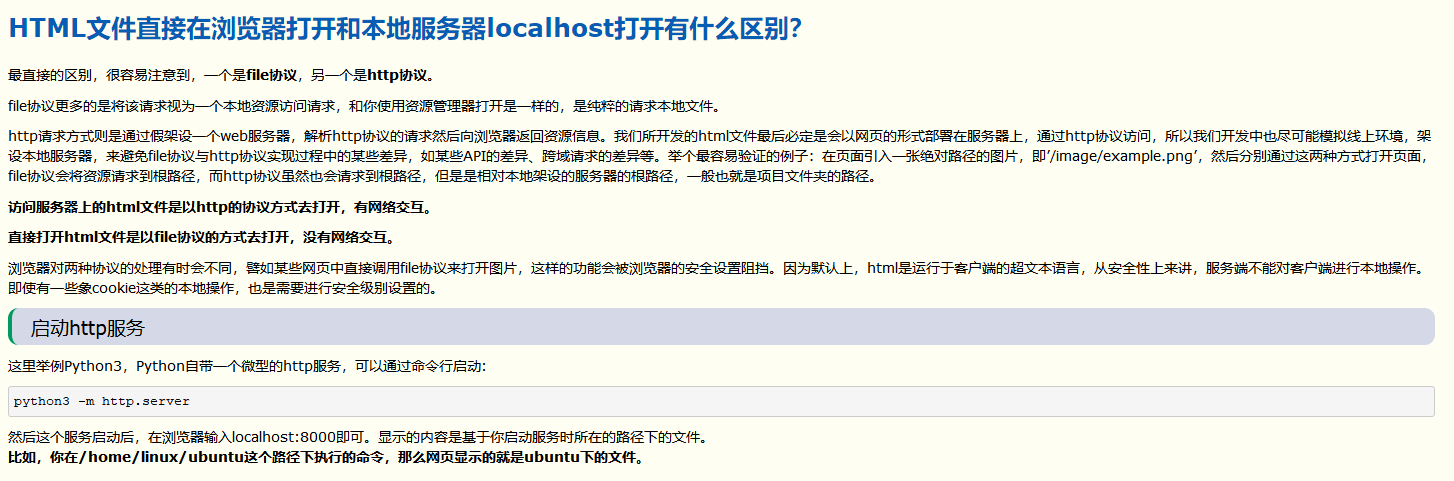 HTML文件直接在浏览器打开和本地服务器localhost打开有什么区别？
最直接的区别，很容易注意到，一个是file协议，另一个是http协议。
file协议更多的是将该请求视为一个本地资源访问请求，和你使用资源管理器打开是一样的，是纯粹的请求本地文件。
http请求方式则是通过假架设一个web服务器，解析http协议的请求然后向浏览器返回资源信息。我们所开发的html文件最后必定是会以网页的形式部署在服务器上，通过http协议访问，所以我们开发中也尽可能模拟线上环境，架
设本地服务器，来避免file协议与http协议实现过程中的某些差异，如某些API的差异、跨域请求的差异等。举个最容易验证的例子：在页面引入一张绝对路径的图片，即’/image/example.png’，然后分别通过这两种方式打开页面，
file协议会将资源请求到根路径，而http协议虽然也会请求到根路径，但是是相对本地架设的服务器的根路径，一般也就是项目文件夹的路径。
访问服务器上的html文件是以http的协议方式去打开，有网络交互。
直接打开html文件是以file协议的方式去打开，没有网络交互。
浏览器对两种协议的处理有时会不同，譬如某些网页中直接调用file协议来打开图片，这样的功能会被浏览器的安全设置阻挡。因为默认上，html是运行于客户端的超文本语言，从安全性上来讲，服务端不能对客户端进行本地操作。
即使有一些象cookie这类的本地操作，也是需要进行安全级别设置的。
启动http服务
这里举例Python3，Python自带一个微型的http服务，可以通过命令行启动：
python3 -m http.server
然后这个服务启动后，在浏览器输入localhost:8000即可。显示的内容是基于你启动服务时所在的路径下的文件。
比如，你在/home/linux/ubuntu这个路径下执行的命令，那么网页显示的就是ubuntu下的文件。